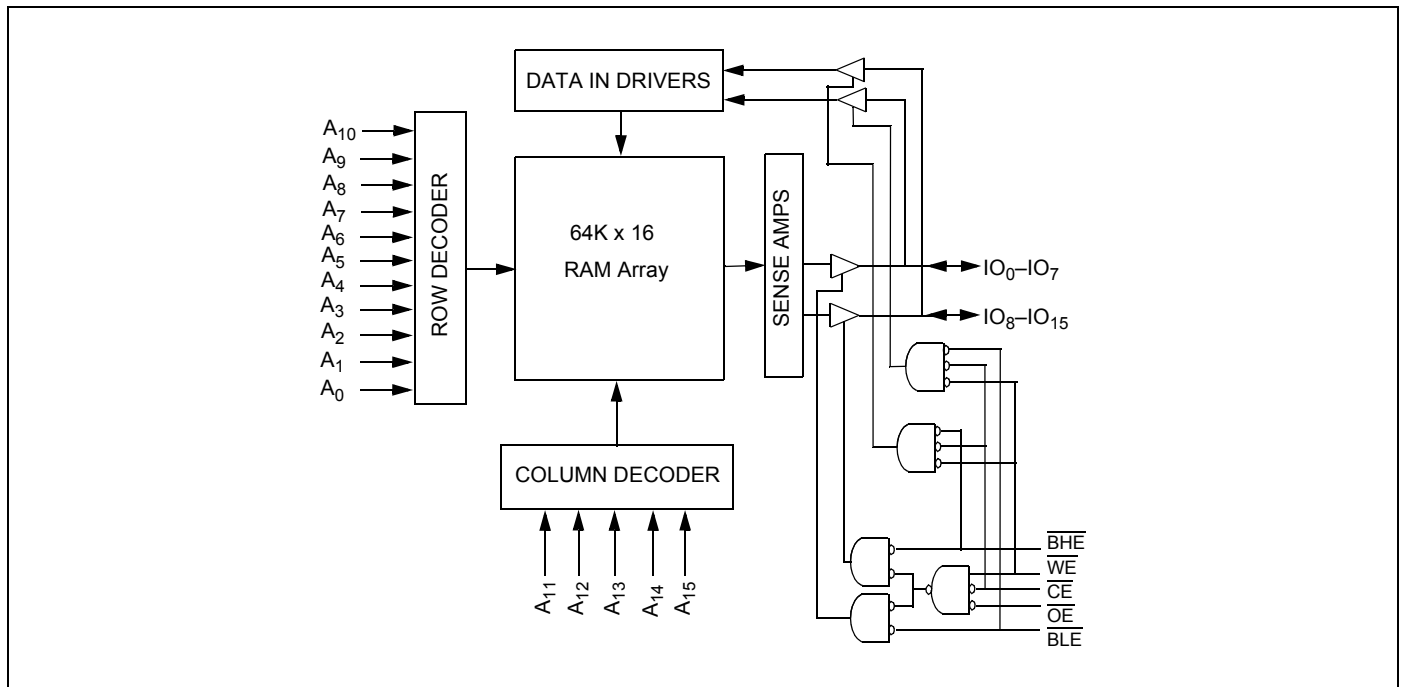 DATA IN DRIVERS
A10
A9
A8
A7
A6
A5
A4
A3
A2
A1
A0
ROW DECODER
64K x 16
RAM Array
SENSE AMPS
IO0–IO7
IO8–IO15
COLUMN DECODER
A11
A12
A13
A14
A15
BHE
WE
CE
OE
BLE